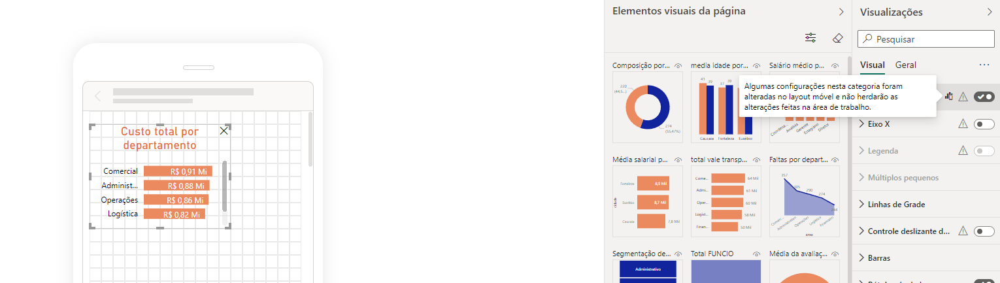 Custo total por
departamento
Comercial
R$ 0,91 Mi
Administ...
R$ 0,88 Mi
Operações
R$ 0,86 Mi
Logística
R$ 0,82 Mi
Elementos visuais da página
Composição por...
220
(44,5...
274
(55,47%)
media idade por...
41
39
37
39
Caucaia
Fortaleza
Eusébio
Salário médio p...
Coordena...
Analista
Gerente
Estagiário
Diretor
Média salarial p...
cidade
Fortaleza
8,9 Mil
Eusébio
8,7 Mil
Caucaia
7,8 Mil
total vale transp...
Come...
64 Mil
Admi...
61 Mil
Oper...
60 Mil
Logíst...
58 Mil
Finan...
50 Mil
Faltas por depart...
357
305
290
274
244
Comerc...
Administrativo
Operações
Logística
Financeiro
área
Segmentação de...
Administrativo
Total FUNCIO
Média da avaliaç...
Visualizações
Pesquisar
Visual
Geral
Algumas configurações nesta categoria foram
alteradas no layout móvel e não herdarão as
alterações feitas na área de trabalho.
Eixo X
Legenda
Múltiplos pequenos
Linhas de Grade
Controle deslizante d...
Barras